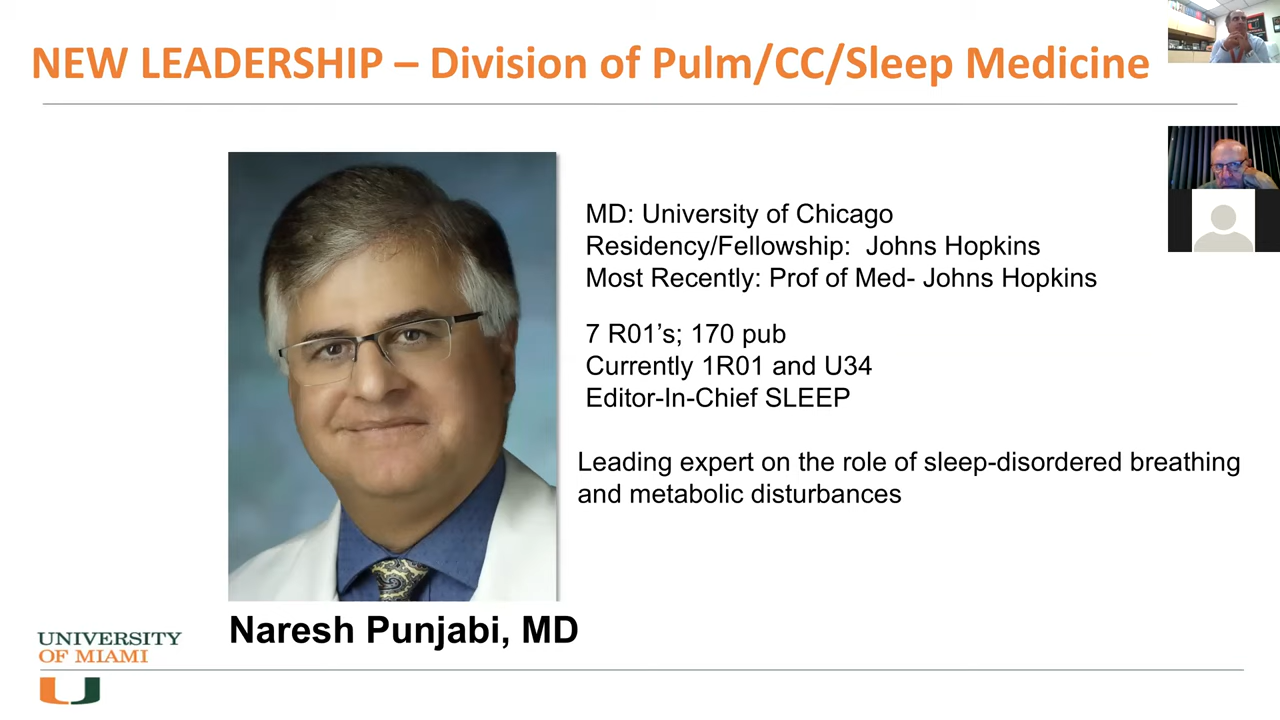 NEW LEADERSHIP – Division of Pulm/CC/Sleep Medicine
MD: University of Chicago
Residency/Fellowship:  Johns Hopkins
Most Recently: Prof of Med- Johns Hopkins
7 R01’s; 170 pub
Currently 1R01 and U34
Editor-In-Chief SLEEP
Leading expert on the role of sleep-disordered breathing
and metabolic disturbances
Naresh Punjabi, MD
UNIVERSITY
OF MIAMI